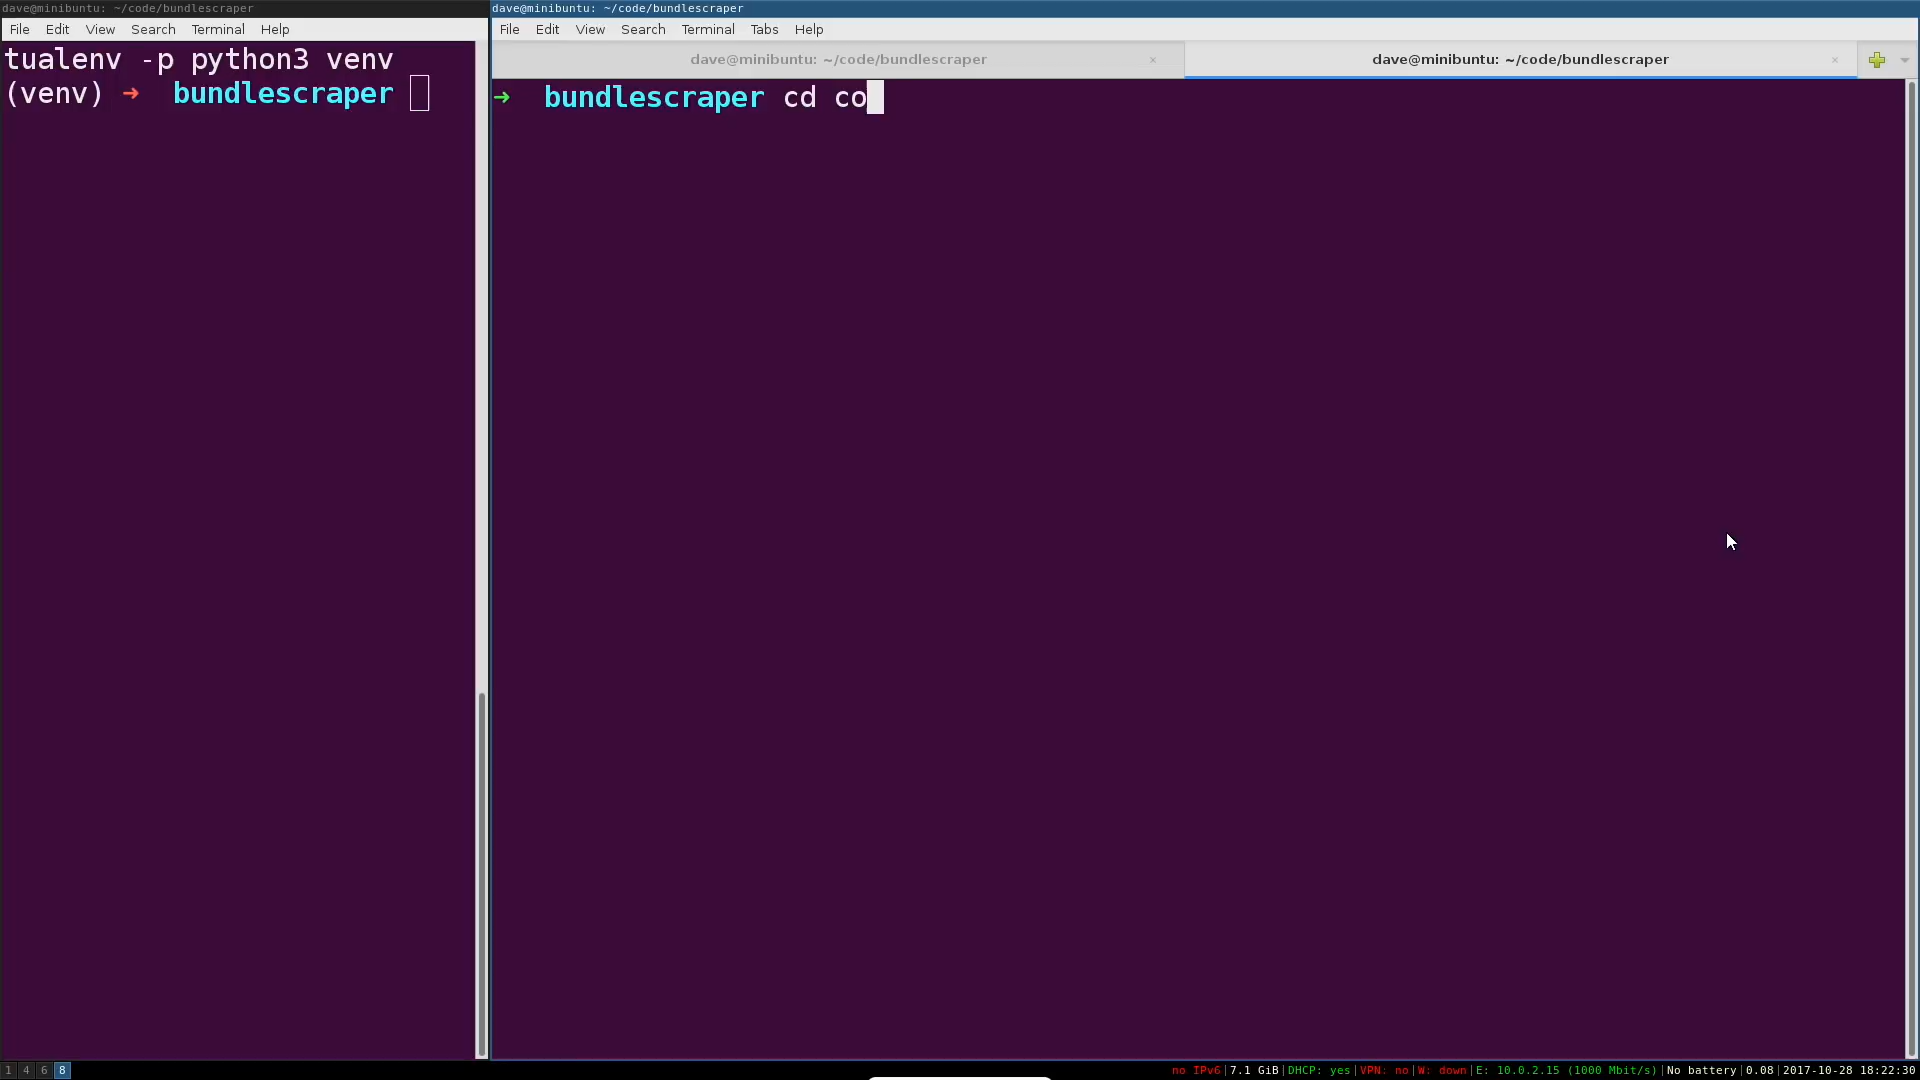 dave@minibuntu: ~/code/bundlescraper
File Edit View Search Terminal Help
tualenv -p python3 venv
(venv) ➜ bundlescraper
dave@minibuntu: ~/code/bundlescraper
File Edit View Search Terminal Tabs Help
dave@minibuntu: ~/code/bundlescraper × dave@minibuntu: ~/code/bundlescraper ×
➜ bundlescraper cd co
1 4 6 8
no IPv6|7.1 GiB|DHCP: yes|VPN: no|W: down|E: 10.0.2.15 (1000 Mbit/s)|No battery|0.08|2017-10-28 18:22:30